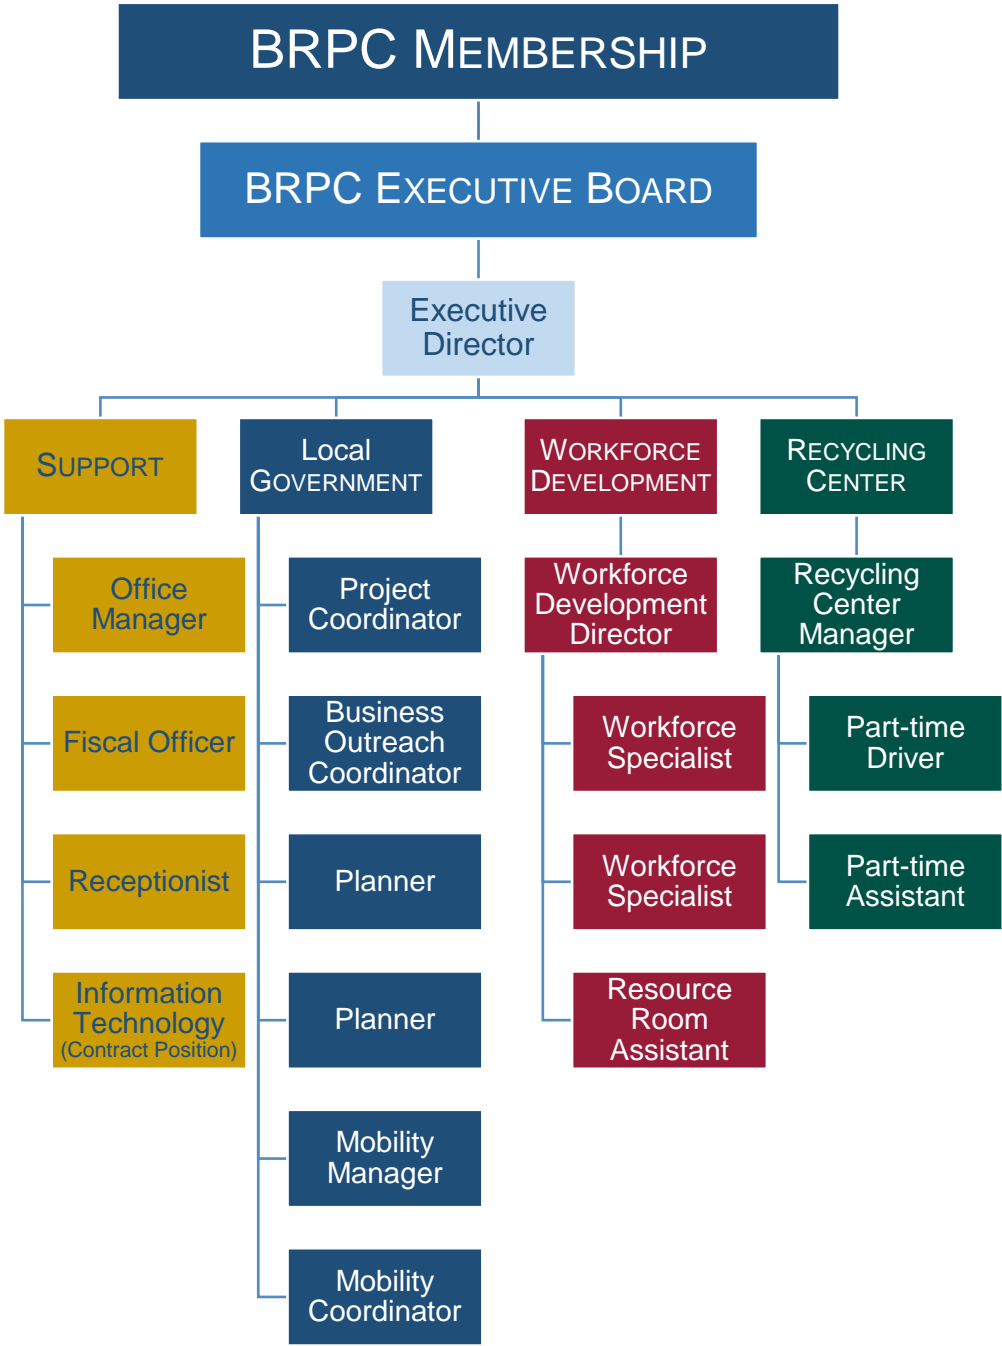 BRPC MEMBERSHIP
BRPC EXECUTIVE BOARD
Executive
Director
SUPPORT
Office
Manager
Fiscal Officer
Receptionist
Information
Technology
(Contract Position)
Local
GOVERNMENT
Project
Coordinator
Business
Outreach
Coordinator
Planner
Planner
Mobility
Manager
Mobility
Coordinator
WORKFORCE
DEVELOPMENT
Workforce
Development
Director
Workforce
Specialist
Workforce
Specialist
Resource
Room
Assistant
RECYCLING
CENTER
Recycling
Center
Manager
Part-time
Driver
Part-time
Assistant